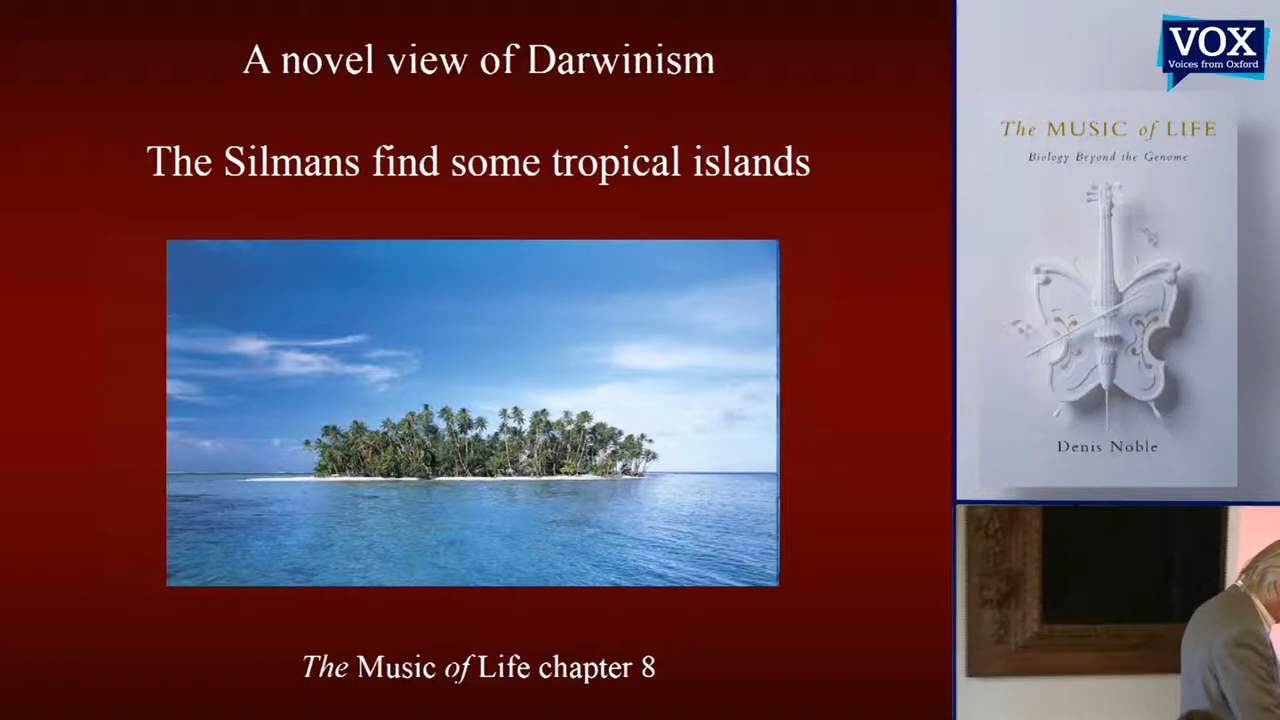 A novel view of Darwinism
The Silmans find some tropical islands
The Music of Life chapter 8
VOX
Voices from Oxford
The MUSIC of LIFE
Biology Beyond the Genome
Denis Noble